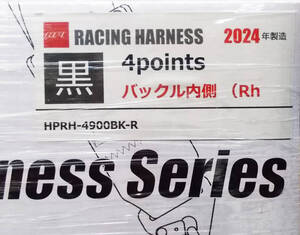 RACING HARNESS 2024年製造
黒 4points
バックル内側 （Rh
HPRH-4900BK-R
ness Series